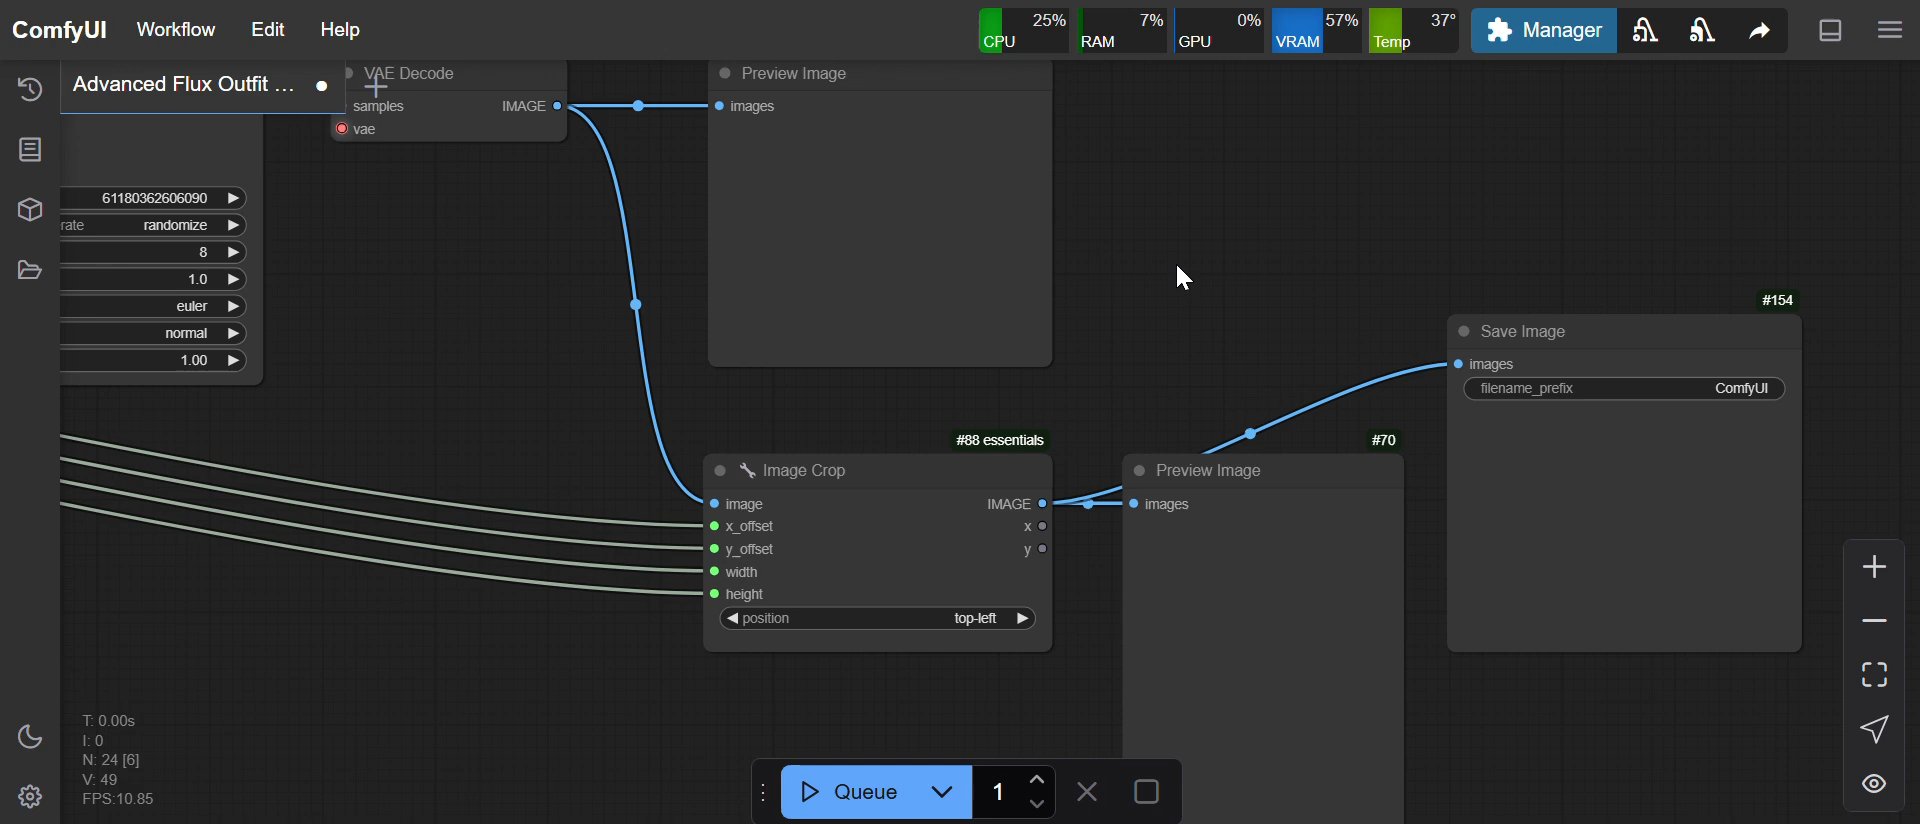 ComfyUI Workflow Edit Help
CPU 25% RAM 7% GPU 0% VRAM 57% Temp 37° Manager
Advanced Flux Outfit ...
VAE Decode
samples IMAGE
vae
Preview Image
images
61180362606090
rate randomize
8
1.0
euler
normal
1.00
#154
Save Image
images
filename_prefix ComfyUI
#88 essentials
Image Crop
image IMAGE
x_offset x
y_offset y
width
height
position top-left
#70
Preview Image
images
T: 0.00s
I: 0
N: 24 [6]
V: 49
FPS:10.85
Queue 1